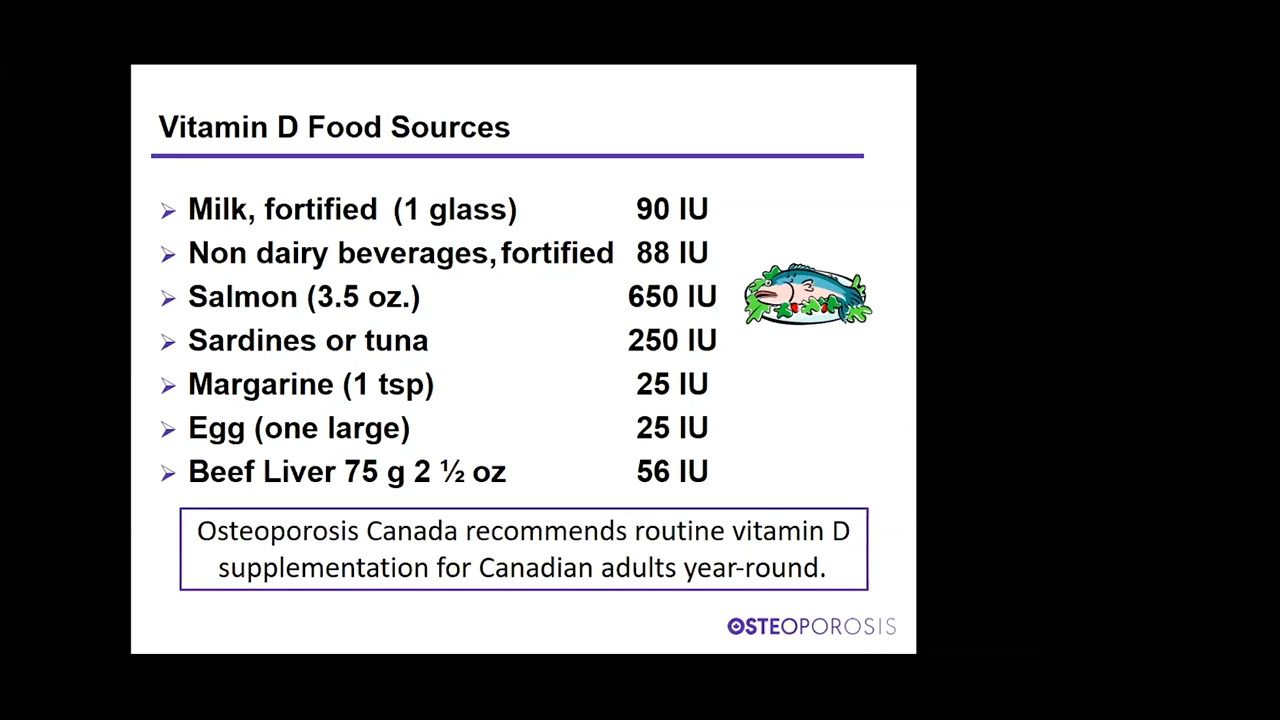 Vitamin D Food Sources
Milk, fortified (1 glass) 90 IU
Non dairy beverages, fortified 88 IU
Salmon (3.5 oz.) 650 IU
Sardines or tuna 250 IU
Margarine (1 tsp) 25 IU
Egg (one large) 25 IU
Beef Liver 75 g 2 ½ oz 56 IU
Osteoporosis Canada recommends routine vitamin D
supplementation for Canadian adults year-round.
OSTEOPOROSIS